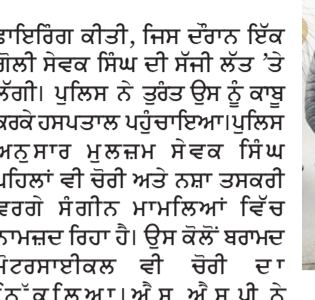 ਫਾਇਰਿੰਗ ਕੀਤੀ, ਜਿਸ ਦੌਰਾਨ ਇੱਕ
ਗੋਲੀ ਸੇਵਕ ਸਿੰਘ ਦੀ ਸੱਜੀ ਲੱਤ ’ਤੇ
ਲੱਗੀ। ਪੁਲਿਸ ਨੇ ਤੁਰੰਤ ਉਸ ਨੂੰ ਕਾਬੂ
ਕਰਕੇ ਹਸਪਤਾਲ ਪਹੁੰਚਾਇਆ।ਪੁਲਿਸ
ਅਨੁਸਾਰ ਮੁਲਜ਼ਮ ਸੇਵਕ ਸਿੰਘ
ਪਹਿਲਾਂ ਵੀ ਚੋਰੀ ਅਤੇ ਨਸ਼ਾ ਤਸਕਰੀ
ਵਰਗੇ ਸੰਗੀਨ ਮਾਮਲਿਆਂ ਵਿੱਚ
ਨਾਮਜ਼ਦ ਰਿਹਾ ਹੈ। ਉਸ ਕੋਲੋਂ ਬਰਾਮਦ
ਮੋਟਰਸਾਈਕਲ ਵੀ ਚੋਰੀ ਦਾ
ਨਿੱਕਲਿਆ।ਐਸ.ਐਸ.ਪੀ ਨੇ